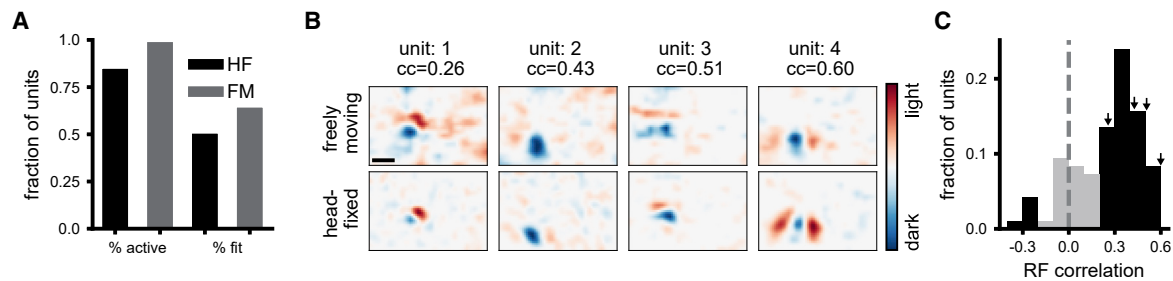 A
fraction of units
1.0
0.75
0.5
0.25
0.0
HF
FM
% active
% fit
B
unit: 1
cc=0.26
unit: 2
cc=0.43
unit: 3
cc=0.51
unit: 4
cc=0.60
freely
moving
head-
fixed
light
dark
C
fraction of units
0.2
0.1
0.0
-0.3
0.0
0.3
0.6
RF correlation